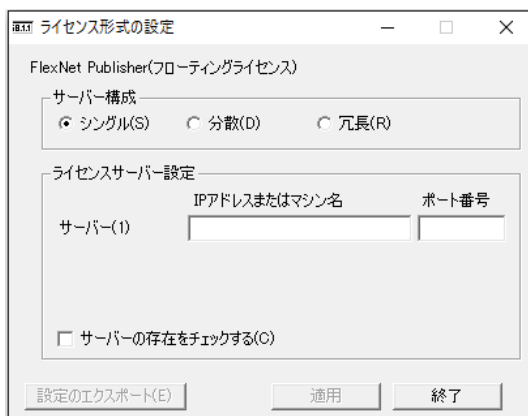 i8.1.1 ライセンス形式の設定
FlexNet Publisher(フローティングライセンス)
サーバー構成
シングル(S) 分散(D) 冗長(R)
ライセンスサーバー設定
IPアドレスまたはマシン名 ポート番号
サーバー(1)
サーバーの存在をチェックする(C)
設定のエクスポート(E) 適用 終了